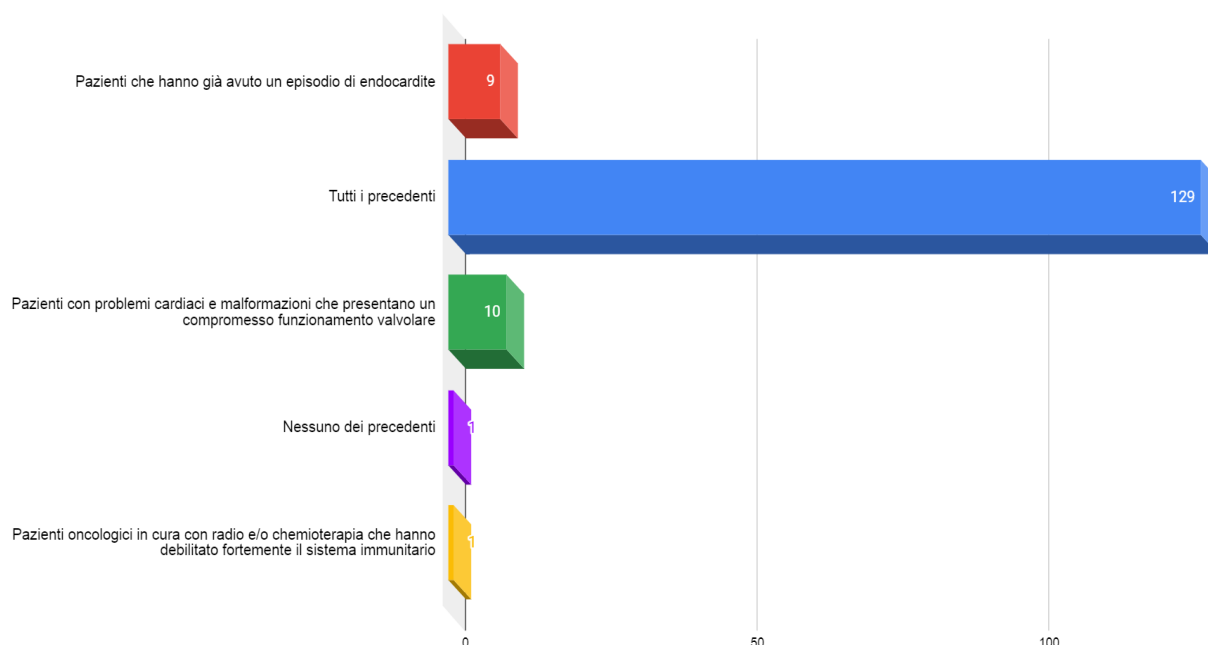 Pazienti che hanno già avuto un episodio di endocardite
9
Tutti i precedenti
129
Pazienti con problemi cardiaci e malformazioni che presentano un
compromesso funzionamento valvolare
10
Nessuno dei precedenti
1
Pazienti oncologici in cura con radio e/o chemioterapia che hanno
debilitato fortemente il sistema immunitario
1
0
50
100